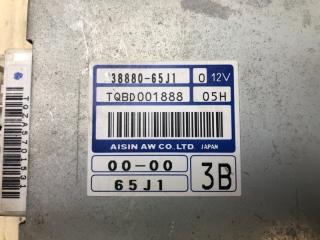 38880-65J1 0 12V
TQBD001888 05H
AISIN AW CO.,LTD JAPAN
00-00
65J1 3B